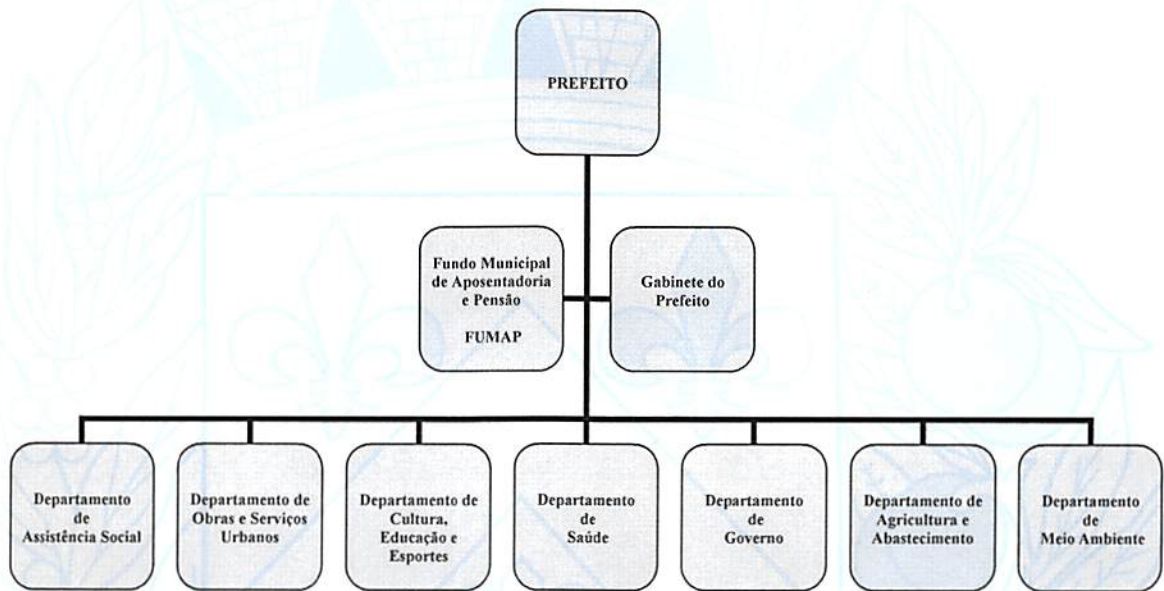 PREFEITO
Fundo Municipal
de Aposentadoria
e Pensão
FUMAP
Gabinete do
Prefeito
Departamento
de
Assistência Social
Departamento de
Obras e Serviços
Urbanos
Departamento de
Cultura,
Educação e
Esportes
Departamento
de
Saúde
Departamento
de
Governo
Departamento de
Agricultura e
Abastecimento
Departamento
de
Meio Ambiente